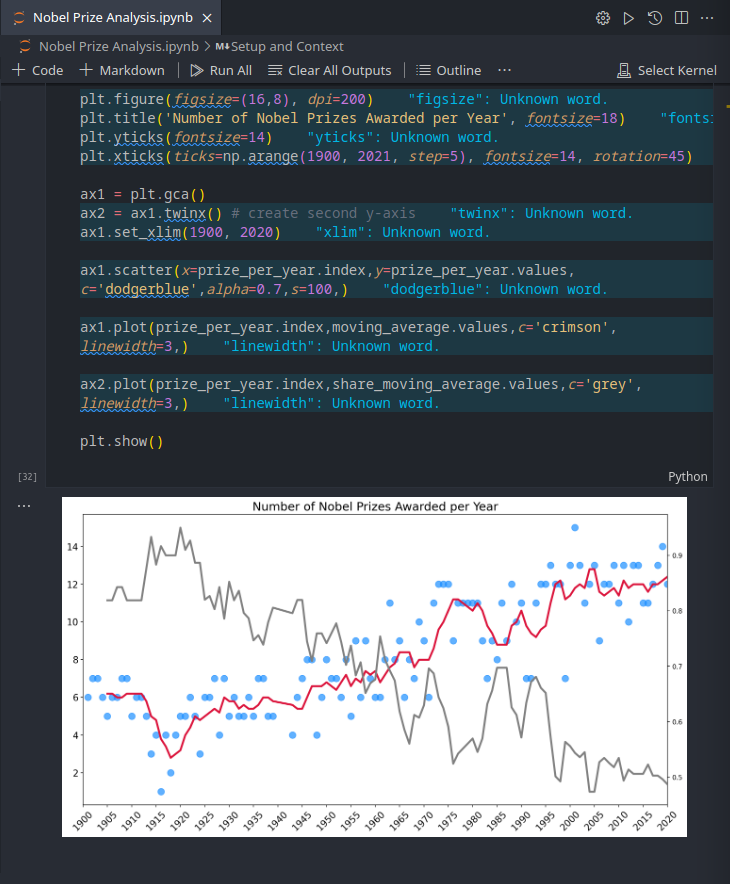 Nobel Prize Analysis.ipynb
Nobel Prize Analysis.ipynb > M↓Setup and Context
+ Code + Markdown Run All Clear All Outputs Outline ··· Select Kernel
plt.figure(figsize=(16,8), dpi=200) "figsize": Unknown word.
plt.title('Number of Nobel Prizes Awarded per Year', fontsize=18) "fonts
plt.yticks(fontsize=14) "yticks": Unknown word.
plt.xticks(ticks=np.arange(1900, 2021, step=5), fontsize=14, rotation=45)
ax1 = plt.gca()
ax2 = ax1.twinx() # create second y-axis "twinx": Unknown word.
ax1.set_xlim(1900, 2020) "xlim": Unknown word.
ax1.scatter(x=prize_per_year.index,y=prize_per_year.values,
c='dodgerblue',alpha=0.7,s=100,) "dodgerblue": Unknown word.
ax1.plot(prize_per_year.index,moving_average.values,c='crimson',
linewidth=3,) "linewidth": Unknown word.
ax2.plot(prize_per_year.index,share_moving_average.values,c='grey',
linewidth=3,) "linewidth": Unknown word.
plt.show()
[32] Python
Number of Nobel Prizes Awarded per Year
14 0.9
12 0.8
10
8 0.7
6 0.6
4
2 0.5
1900 1905 1910 1915 1920 1925 1930 1935 1940 1945 1950 1955 1960 1965 1970 1975 1980 1985 1990 1995 2000 2005 2010 2015 2020